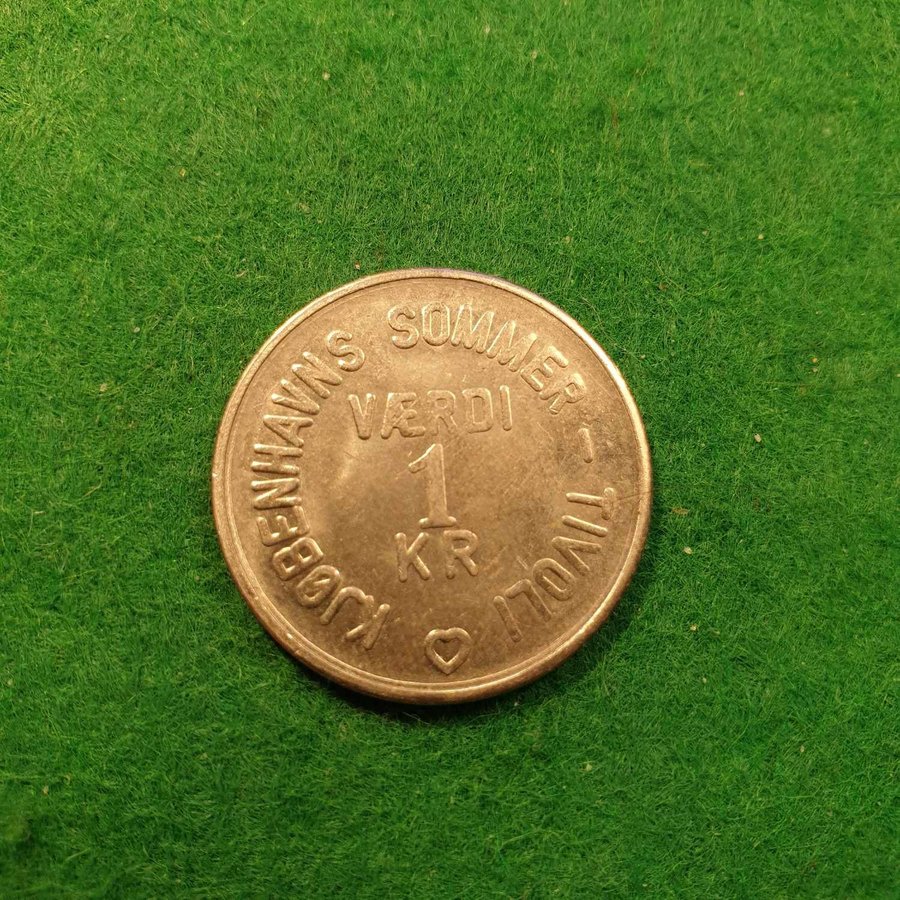 KJØBENHAVNS SOMMER - TIVOLI
VÆRDI
1
KR